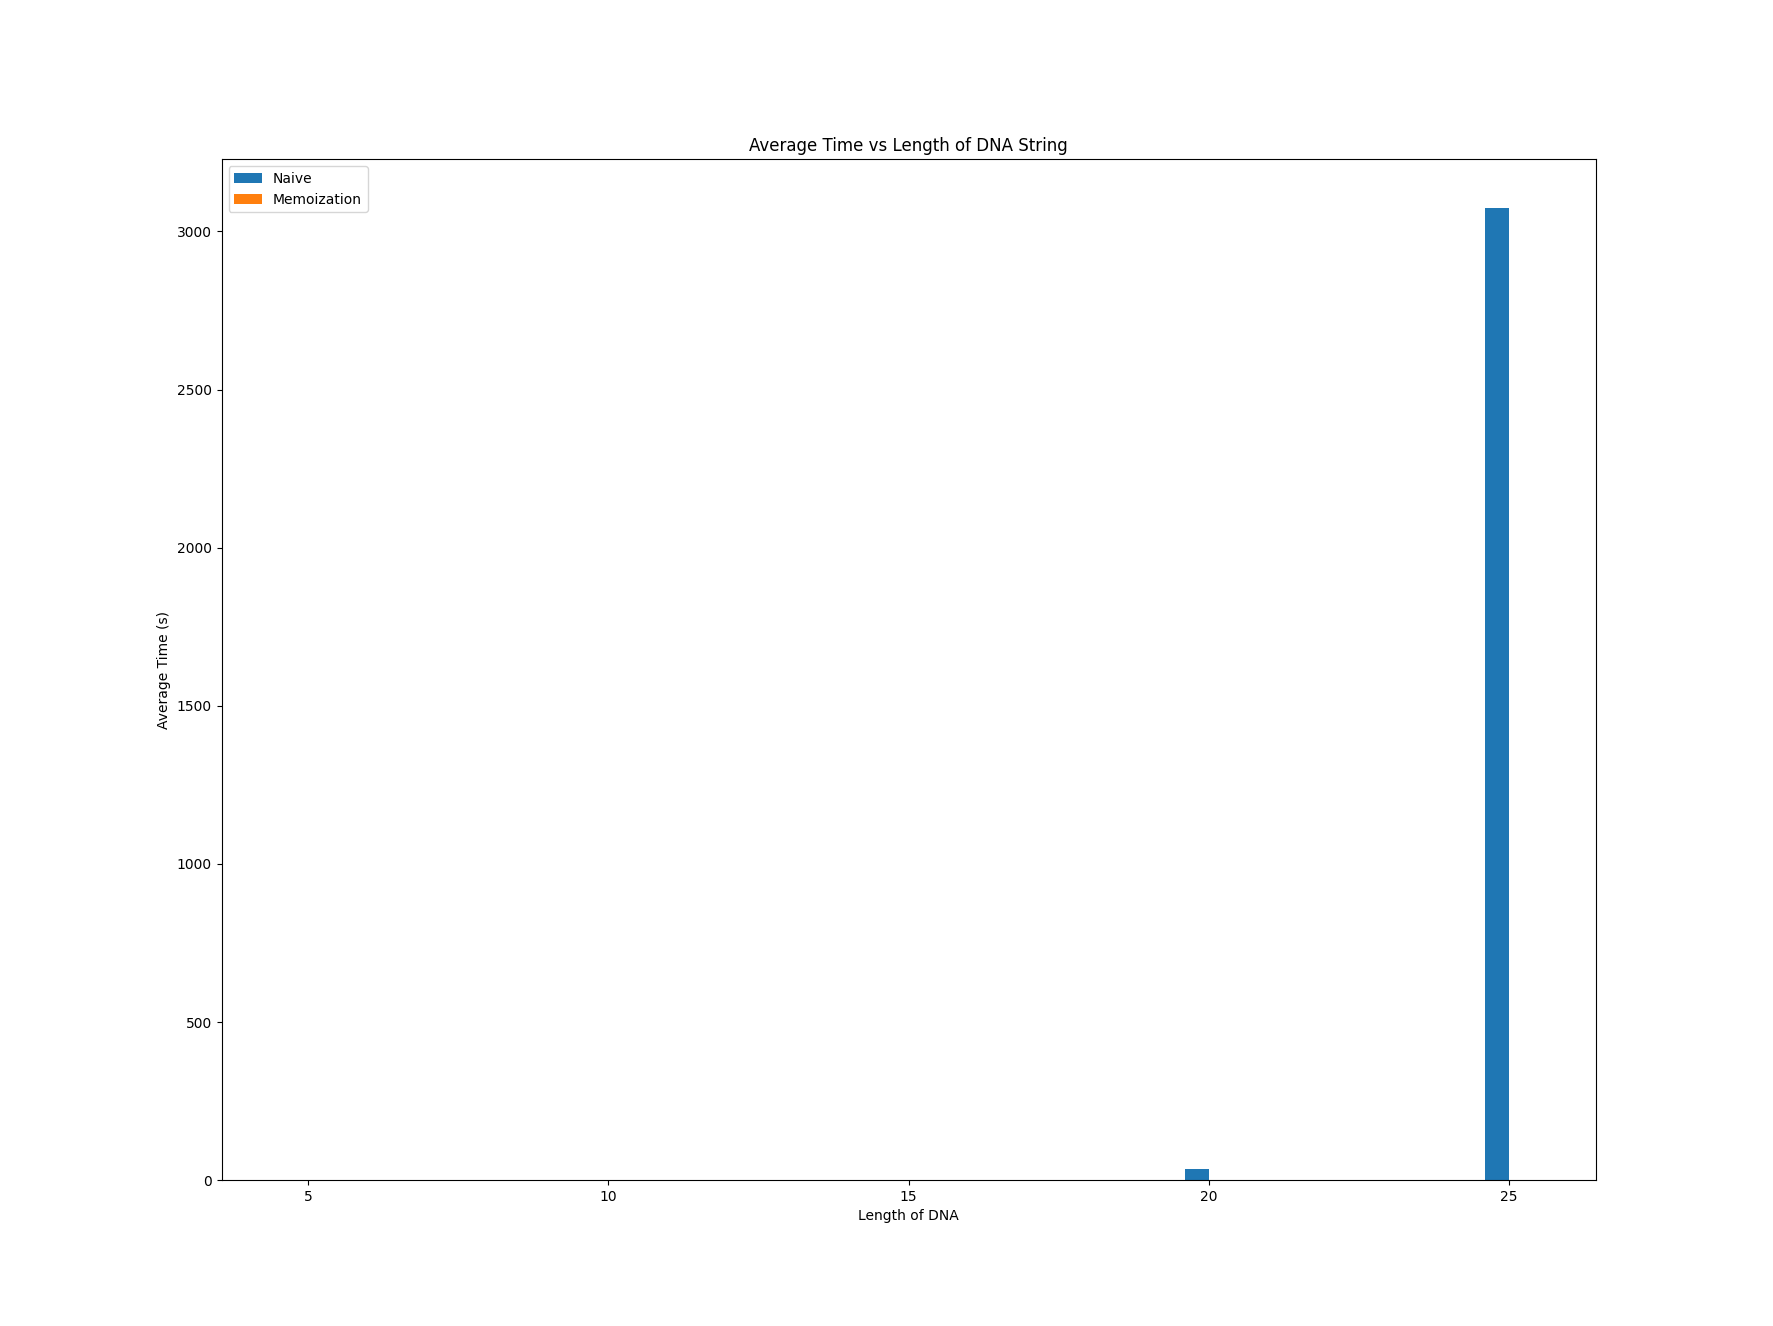 Average Time vs Length of DNA String
Naive
Memoization
3000
2500
2000
1500
1000
500
0
Average Time (s)
5 10 15 20 25
Length of DNA